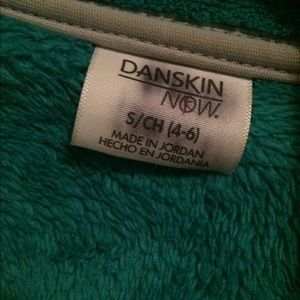 DANSKIN
NOW.
S/CH (4-6)
MADE IN JORDAN
HECHO EN JORDANIA